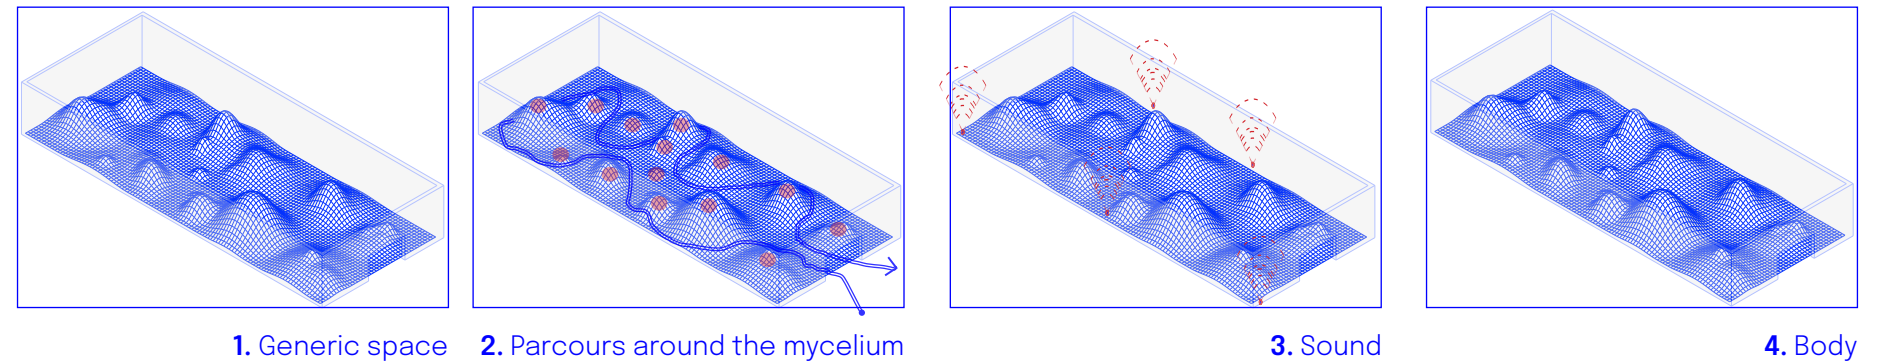 1. Generic space
2. Parcours around the mycelium
3. Sound
4. Body